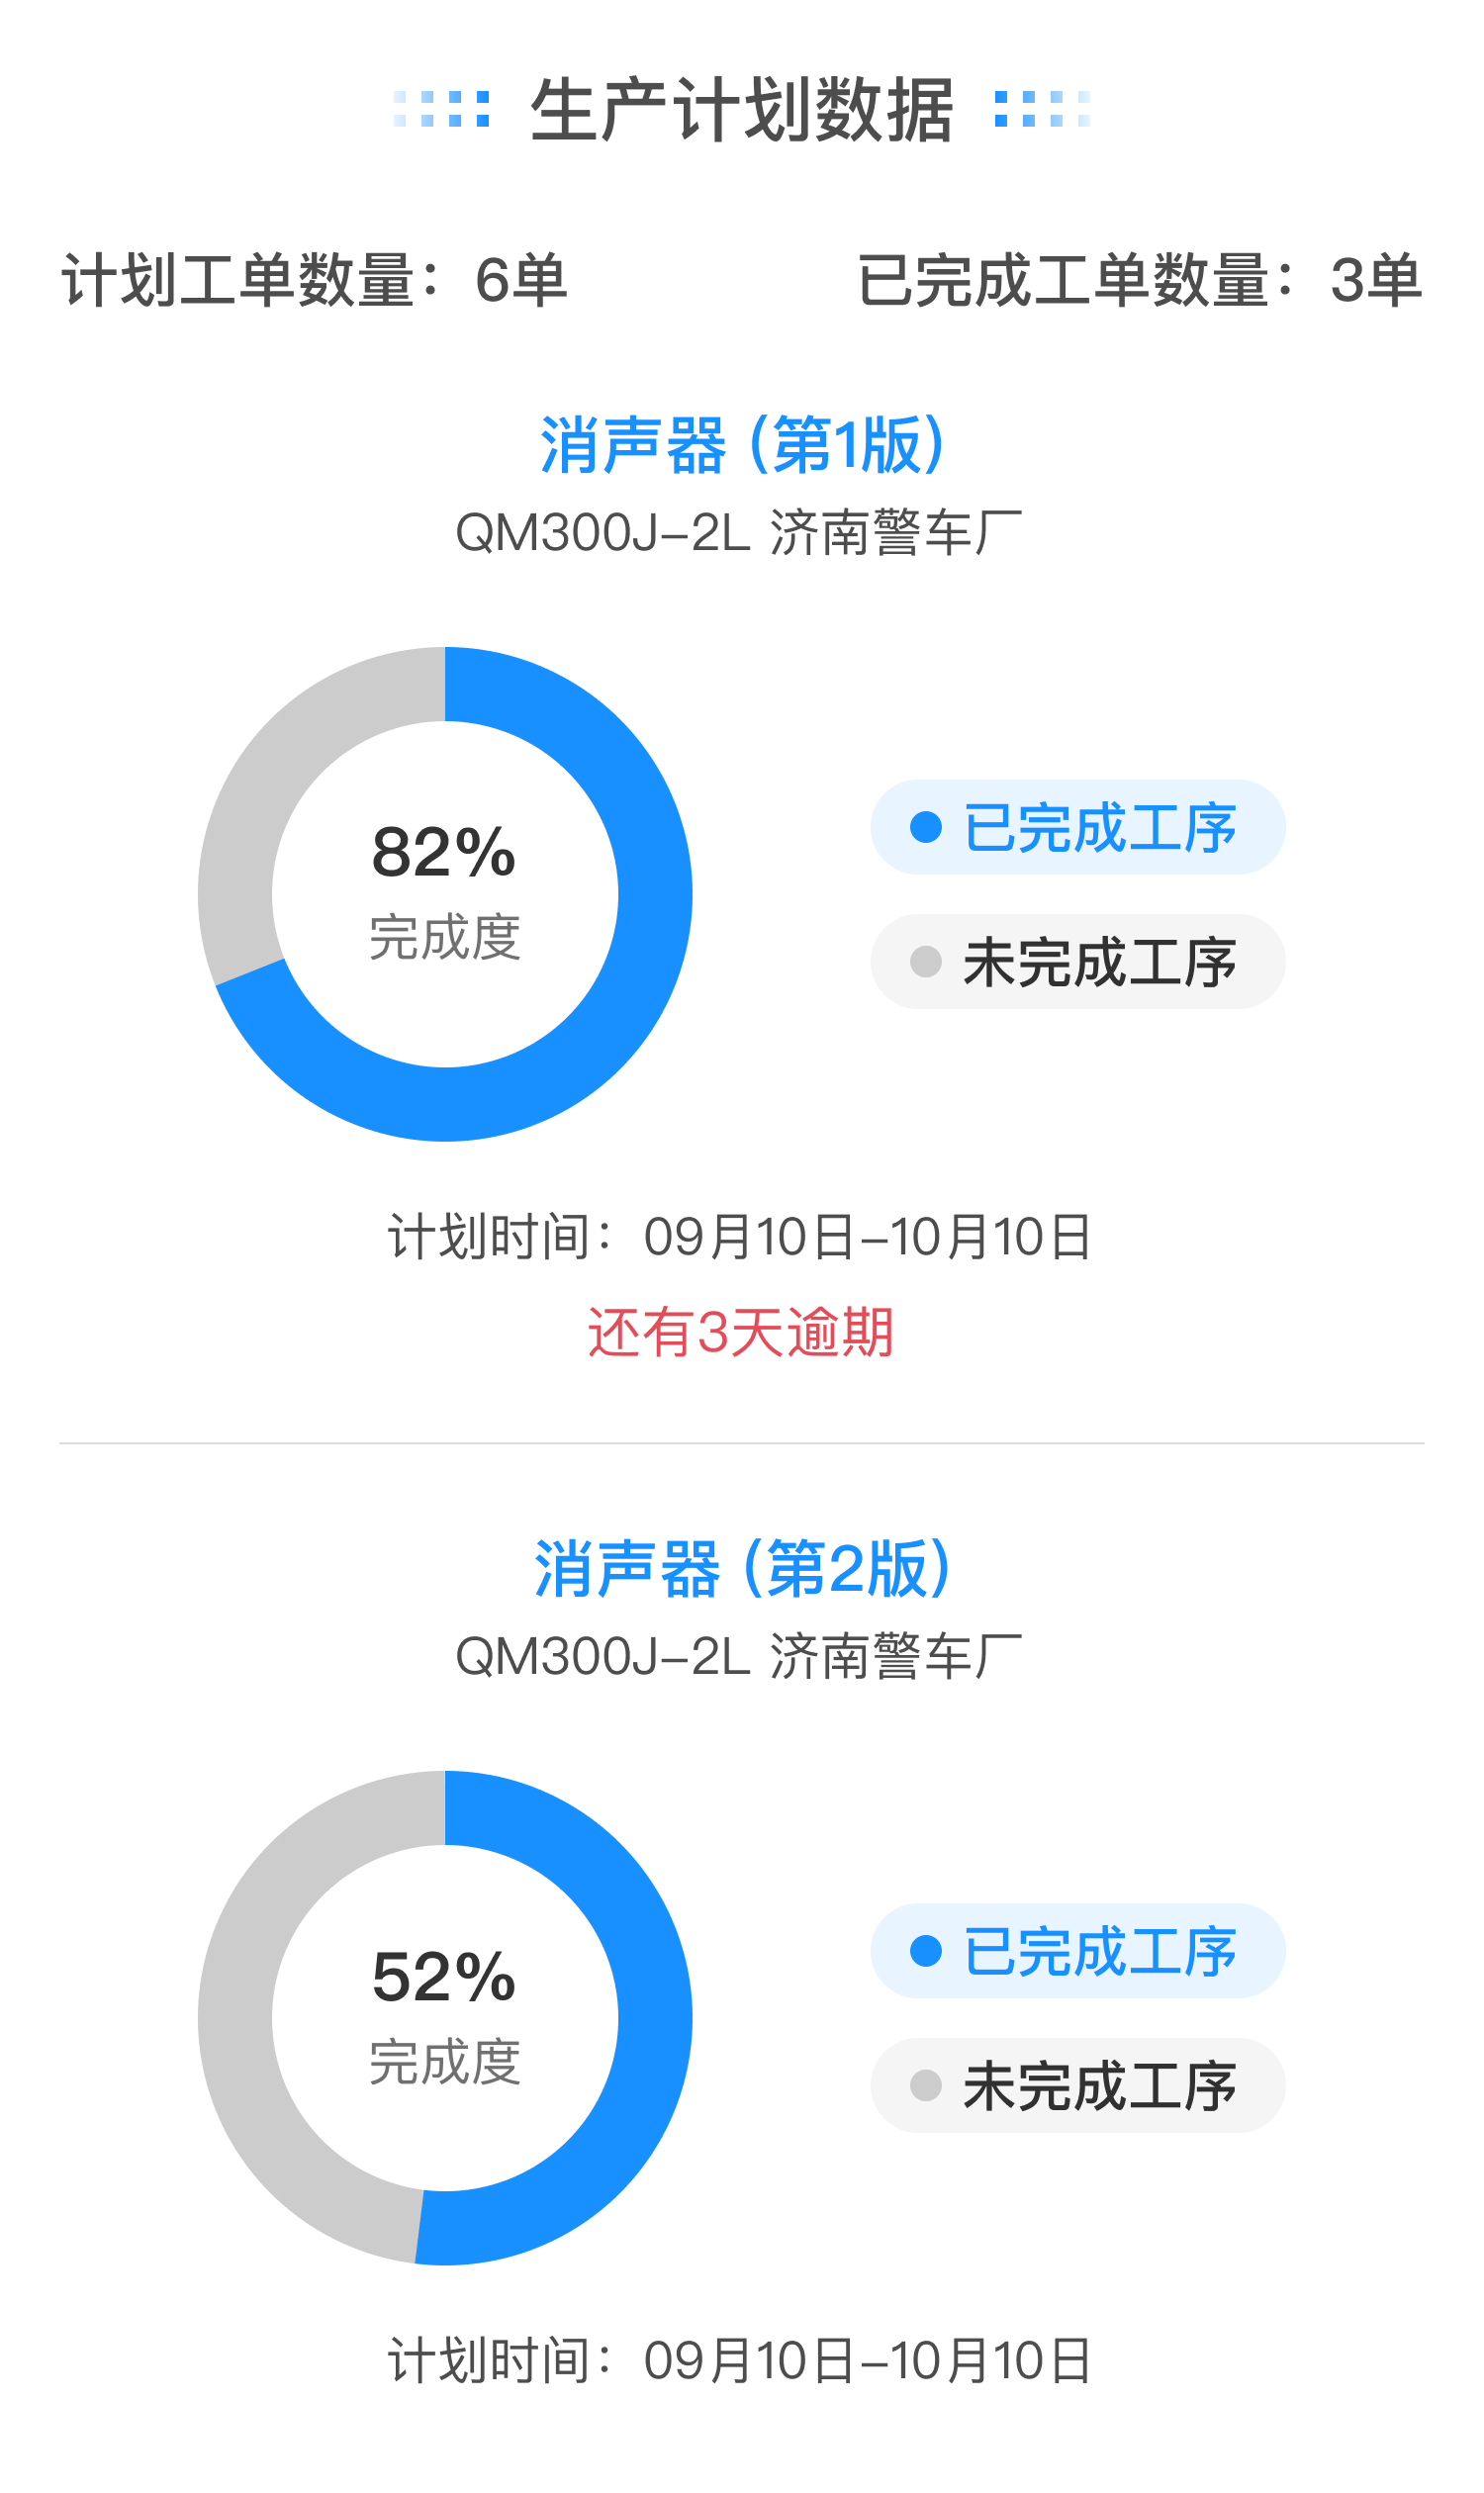 生产计划数据
计划工单数量：6单
已完成工单数量：3单
消声器 (第1版)
QM300J-2L 济南警车厂
82%
完成度
已完成工序
未完成工序
计划时间：09月10日-10月10日
还有3天逾期
消声器 (第2版)
QM300J-2L 济南警车厂
52%
完成度
已完成工序
未完成工序
计划时间：09月10日-10月10日